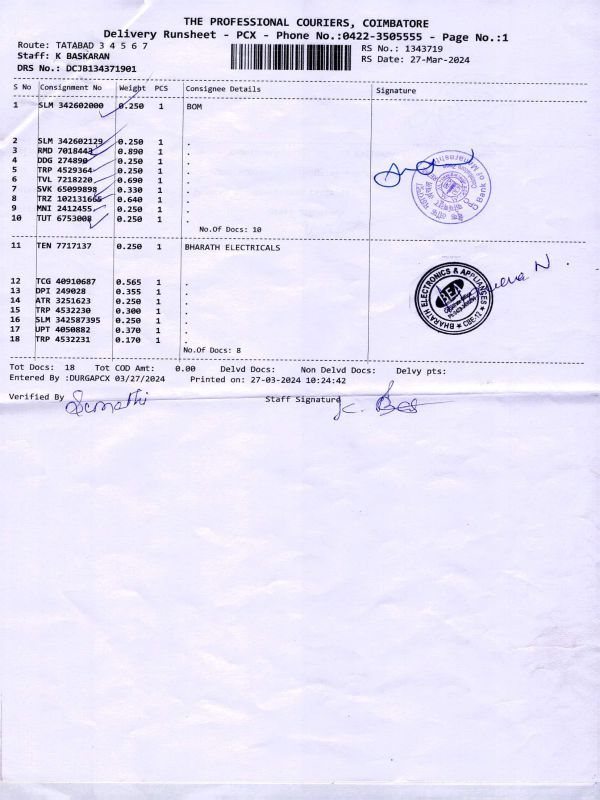 THE PROFESSIONAL COURIERS, COIMBATORE
Delivery Runsheet - PCX - Phone No.:0422-3505555 - Page No.:1
Route: TATABAD 3 4 5 6 7
RS No.: 1343719
Staff: K BASKARAN
RS Date: 27-Mar-2024
DRS No.: DCJB134371901
S No Consignment No Weight PCS Consignee Details Signature
1 SLM 342602000 0.250 1 BOM
2 SLM 342602129 0.250 1 .
3 RMD 7018443 0.890 1 .
4 DDG 274890 0.250 1 .
5 TRP 4529364 0.250 1 .
6 TVL 7218220 0.690 1 .
7 SVK 65099898 0.330 1 .
8 TRZ 102131665 0.640 1 .
9 MNI 2412455 0.250 1 .
10 TUT 6753008 0.250 1 .
No.Of Docs: 10
11 TEN 7717137 0.250 1 BHARATH ELECTRICALS
12 TCG 40910687 0.565 1 .
13 DPI 249028 0.355 1 .
14 ATR 3251623 0.250 1 .
15 TRP 4532230 0.300 1 .
16 SLM 342587395 0.250 1 .
17 UPT 4050882 0.370 1 .
18 TRP 4532231 0.170 1 .
No.Of Docs: 8
BHARATH ELECTRONICS & APPLIANCES
BEA
CBE-12
Tot Docs: 18 Tot COD Amt: 0.00 Delvd Docs: Non Delvd Docs: Delvy pts:
Entered By :DURGAPCX 03/27/2024 Printed on: 27-03-2024 10:24:42
Verified By
Staff Signature